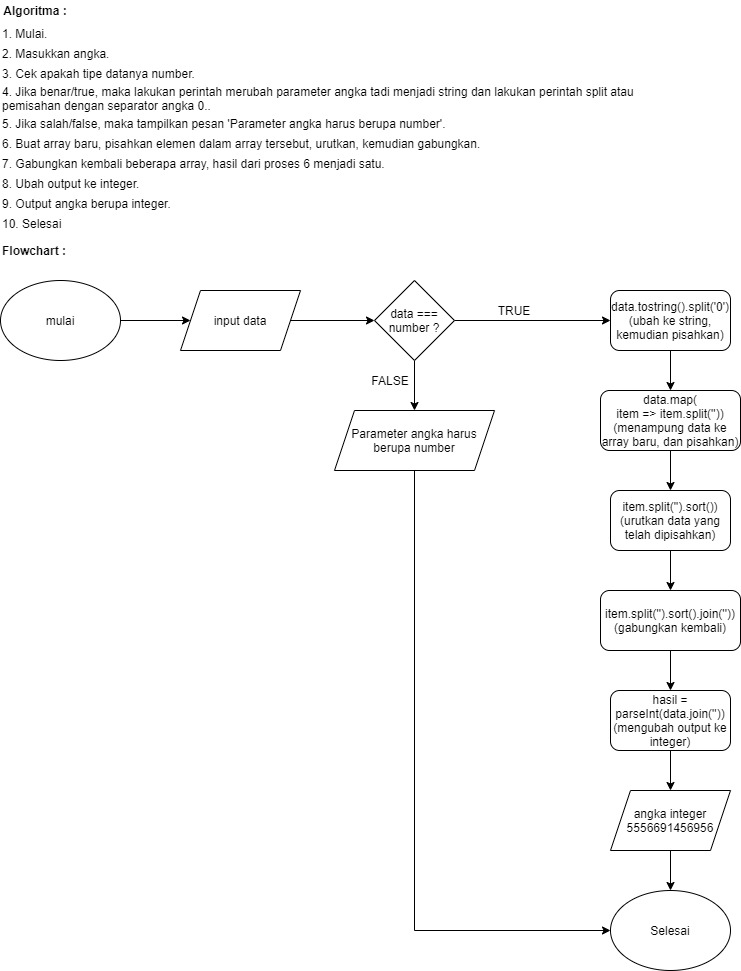 Algoritma :
1. Mulai.
2. Masukkan angka.
3. Cek apakah tipe datanya number.
4. Jika benar/true, maka lakukan perintah merubah parameter angka tadi menjadi string dan lakukan perintah split atau
pemisahan dengan separator angka 0..
5. Jika salah/false, maka tampilkan pesan 'Parameter angka harus berupa number'.
6. Buat array baru, pisahkan elemen dalam array tersebut, urutkan, kemudian gabungkan.
7. Gabungkan kembali beberapa array, hasil dari proses 6 menjadi satu.
8. Ubah output ke integer.
9. Output angka berupa integer.
10. Selesai
Flowchart :
mulai
input data
data ===
number ?
TRUE
data.tostring().split('0')
(ubah ke string,
kemudian pisahkan)
FALSE
Parameter angka harus
berupa number
data.map(
item => item.split(''))
(menampung data ke
array baru, dan pisahkan)
item.split('').sort())
(urutkan data yang
telah dipisahkan)
item.split('').sort().join(''))
(gabungkan kembali)
hasil =
parseInt(data.join(''))
(mengubah output ke
integer)
angka integer
5556691456956
Selesai